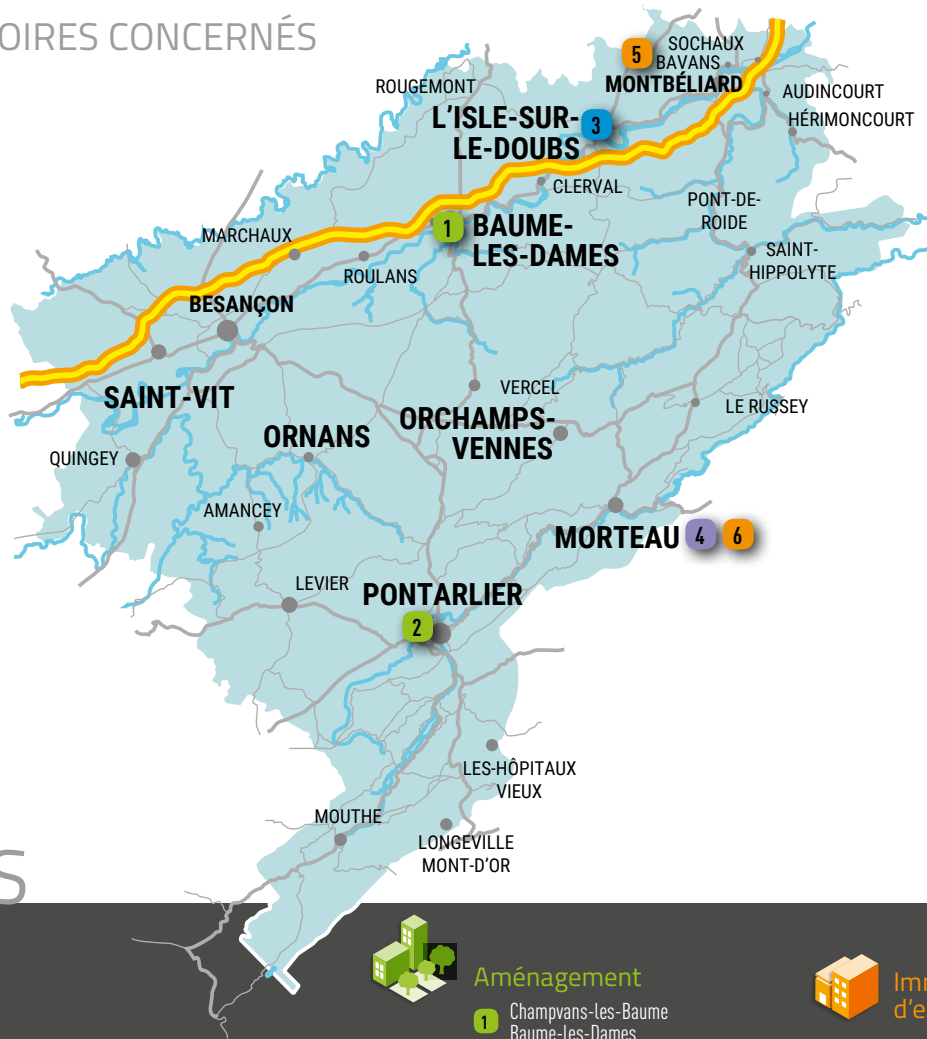 OIRES CONCERNÉS
5
SOCHAUX
BAVANS
MONTBÉLIARD
ROUGEMONT
AUDINCOURT
L'ISLE-SUR-
LE-DOUBS
3
HÉRIMONCOURT
CLERVAL
PONT-DE-
ROIDE
1
BAUME-
LES-DAMES
MARCHAUX
SAINT-
HIPPOLYTE
ROULANS
BESANÇON
VERCEL
SAINT-VIT
LE RUSSEY
ORCHAMPS-
VENNES
ORNANS
QUINGEY
AMANCEY
MORTEAU 4 6
LEVIER
PONTARLIER
2
LES-HÔPITAUX
VIEUX
MOUTHE
LONGEVILLE
MONT-D'OR
S
Aménagement
1 Champvans-les-Baume
Baume-les-Dames
Imm
d'e